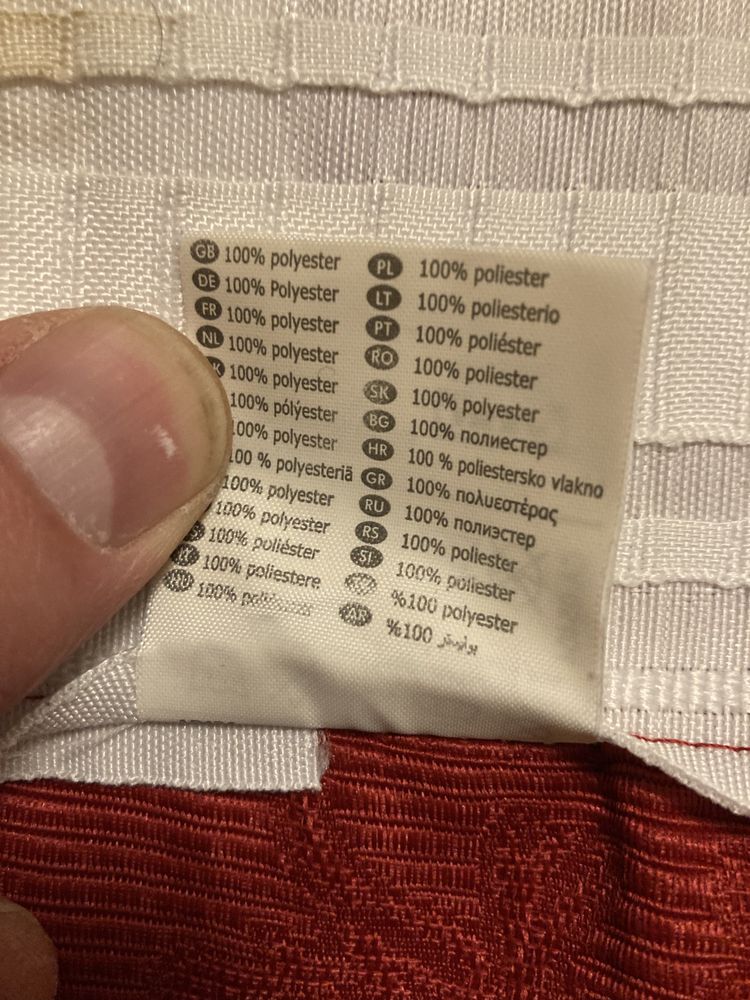 GB 100% polyester
DE 100% Polyester
FR 100% polyester
NL 100% polyester
K 100% polyester
100% pólýester
100% polyester
100 % polyesteriä
100% polyester
100% polyester
100% poliéster
100% poliestere
100%
PL 100% poliester
LT 100% poliesterio
PT 100% poliéster
RO 100% poliester
SK 100% polyester
BG 100% полиестер
HR 100 % poliestersko vlakno
GR 100% πολυεστέρας
RU 100% полиэстер
RS 100% poliester
SI 100% poliester
%100 polyester
AR %100